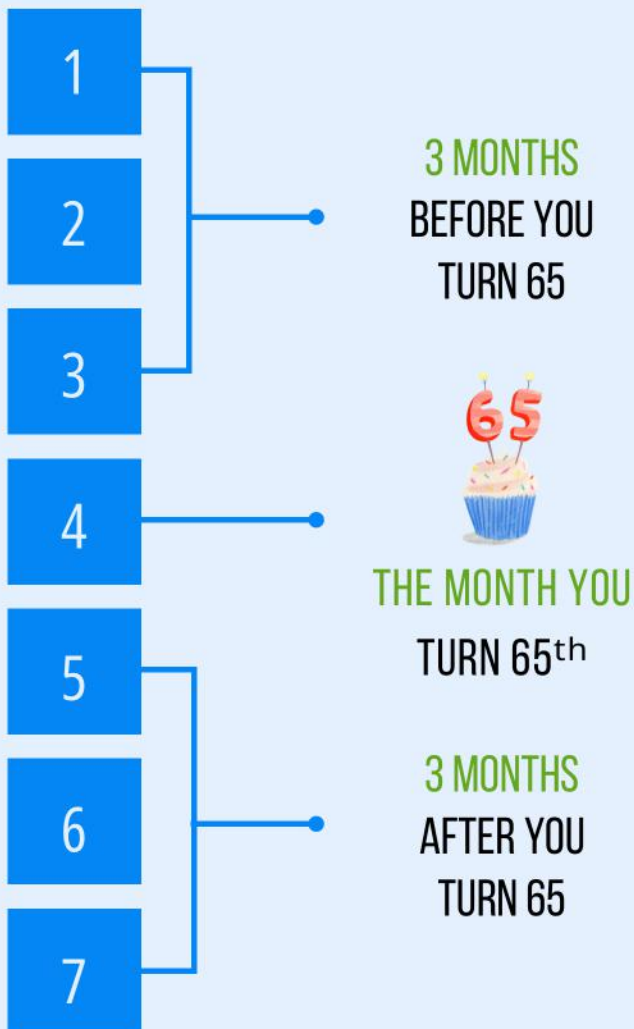 1
2
3
3 MONTHS
BEFORE YOU
TURN 65
65
4
THE MONTH YOU
TURN 65th
5
6
7
3 MONTHS
AFTER YOU
TURN 65